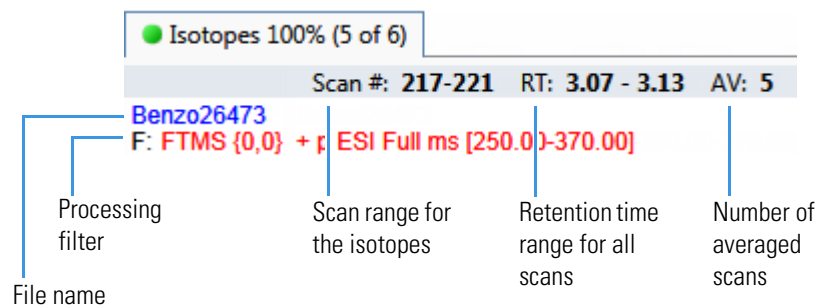 Isotopes 100% (5 of 6)
Scan #: 217-221 RT: 3.07 - 3.13 AV: 5
Benzo26473
F: FTMS {0,0} + p ESI Full ms [250.00-370.00]
Processing filter
Scan range for the isotopes
Retention time range for all scans
Number of averaged scans
File name